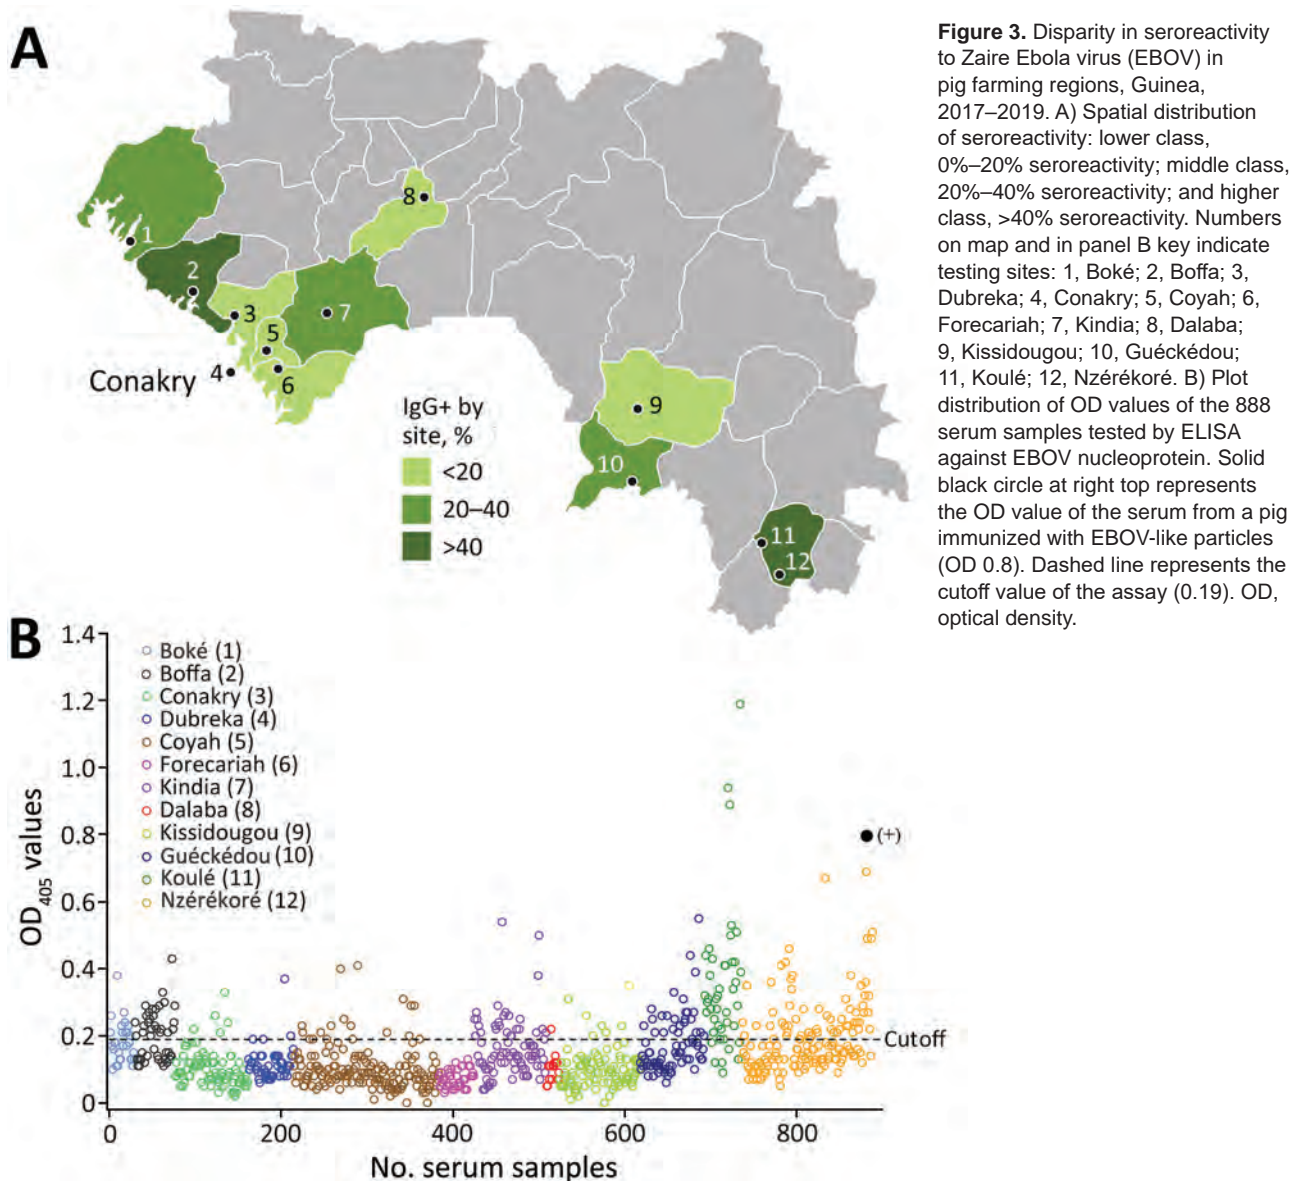 A
1
2
3
4
5
6
7
8
9
10
11
12
Conakry
IgG+ by
site, %
<20
20–40
>40
Figure 3. Disparity in seroreactivity
to Zaire Ebola virus (EBOV) in
pig farming regions, Guinea,
2017–2019. A) Spatial distribution
of seroreactivity: lower class,
0%–20% seroreactivity; middle class,
20%–40% seroreactivity; and higher
class, >40% seroreactivity. Numbers
on map and in panel B key indicate
testing sites: 1, Boké; 2, Boffa; 3,
Dubreka; 4, Conakry; 5, Coyah; 6,
Forecariah; 7, Kindia; 8, Dalaba;
9, Kissidougou; 10, Guéckédou;
11, Koulé; 12, Nzérékoré. B) Plot
distribution of OD values of the 888
serum samples tested by ELISA
against EBOV nucleoprotein. Solid
black circle at right top represents
the OD value of the serum from a pig
immunized with EBOV-like particles
(OD 0.8). Dashed line represents the
cutoff value of the assay (0.19). OD,
optical density.
B
OD405 values
1.4
1.2
1.0
0.8
0.6
0.4
0.2
0
Boké (1)
Boffa (2)
Conakry (3)
Dubreka (4)
Coyah (5)
Forecariah (6)
Kindia (7)
Dalaba (8)
Kissidougou (9)
Guéckédou (10)
Koulé (11)
Nzérékoré (12)
(+)
Cutoff
0 200 400 600 800
No. serum samples